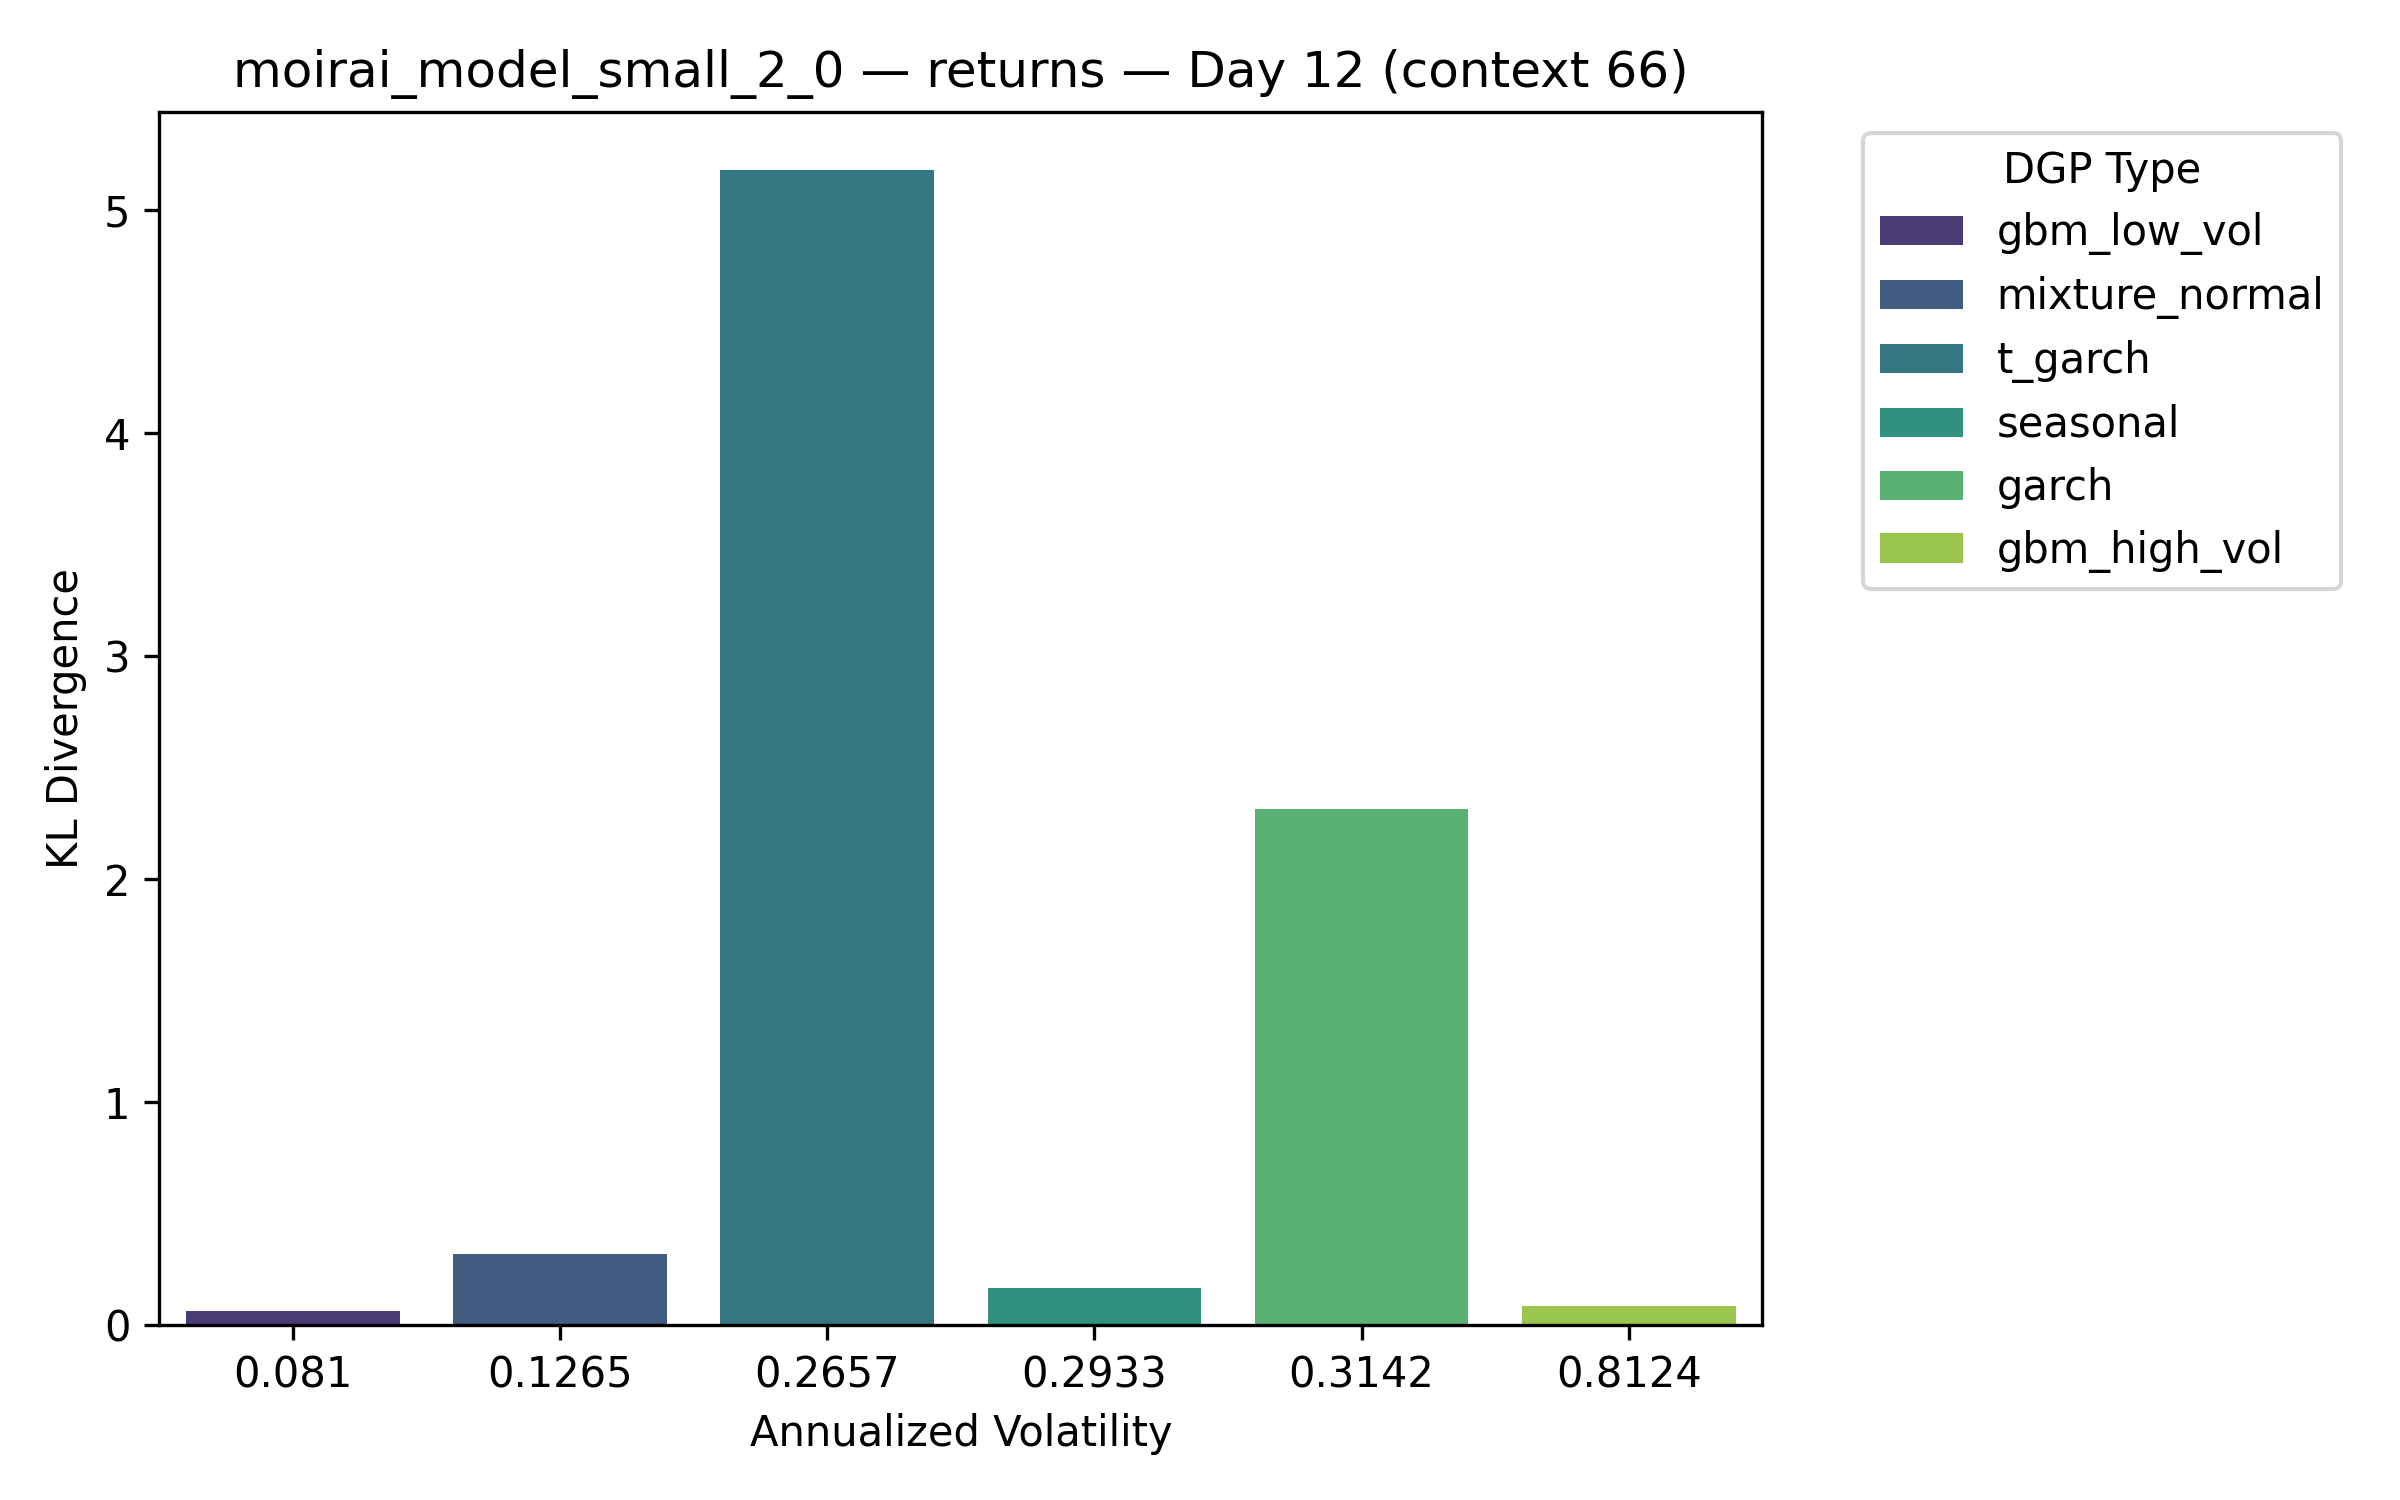 moirai_model_small_2_0 — returns — Day 12 (context 66)
KL Divergence
5
4
3
2
1
0
0.081 0.1265 0.2657 0.2933 0.3142 0.8124
Annualized Volatility
DGP Type
gbm_low_vol
mixture_normal
t_garch
seasonal
garch
gbm_high_vol